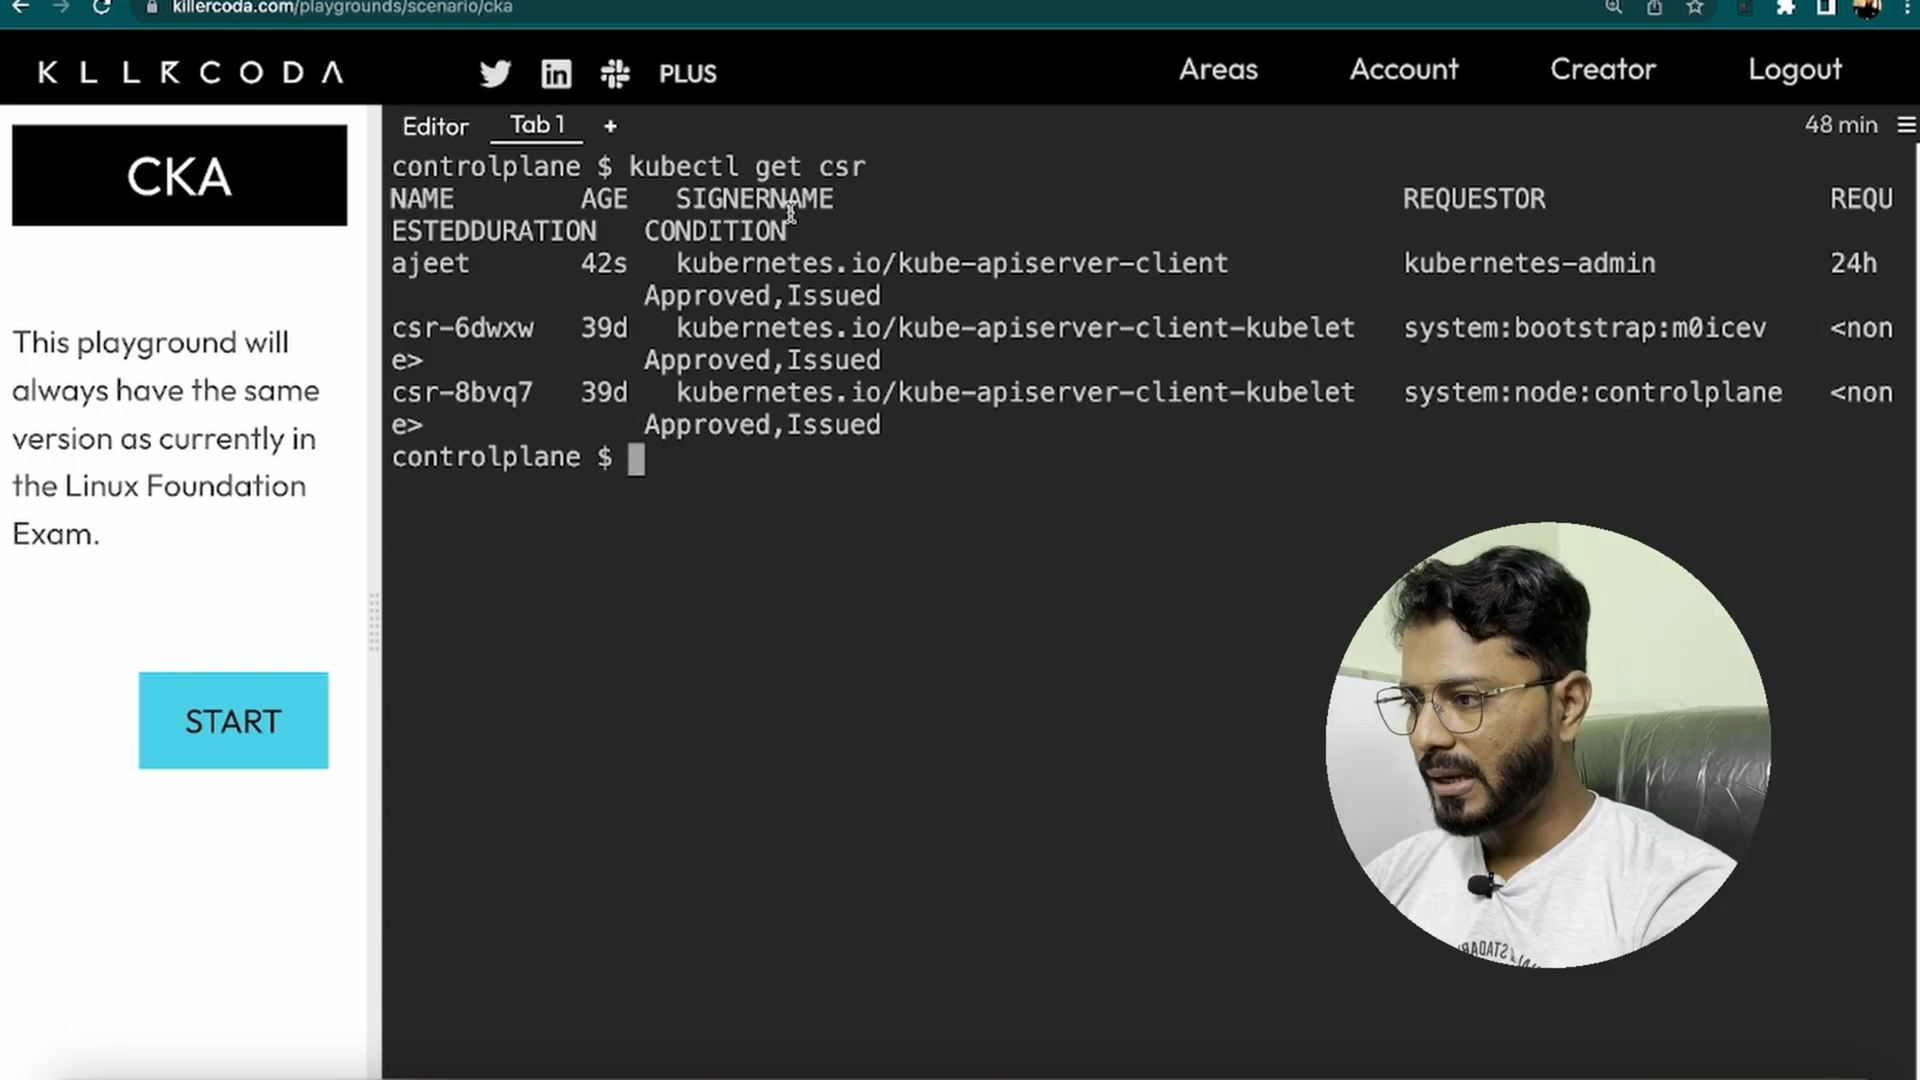 killercoda.com/playgrounds/scenario/cka
KLLRCODA PLUS Areas Account Creator Logout
CKA
This playground will
always have the same
version as currently in
the Linux Foundation
Exam.
START
Editor Tab 1 + 48 min
controlplane $ kubectl get csr
NAME AGE SIGNERNAME REQUESTOR REQU
ESTEDDURATION CONDITION
ajeet 42s kubernetes.io/kube-apiserver-client kubernetes-admin 24h
Approved,Issued
csr-6dwxw 39d kubernetes.io/kube-apiserver-client-kubelet system:bootstrap:m0icev <non
e> Approved,Issued
csr-8bvq7 39d kubernetes.io/kube-apiserver-client-kubelet system:node:controlplane <non
e> Approved,Issued
controlplane $